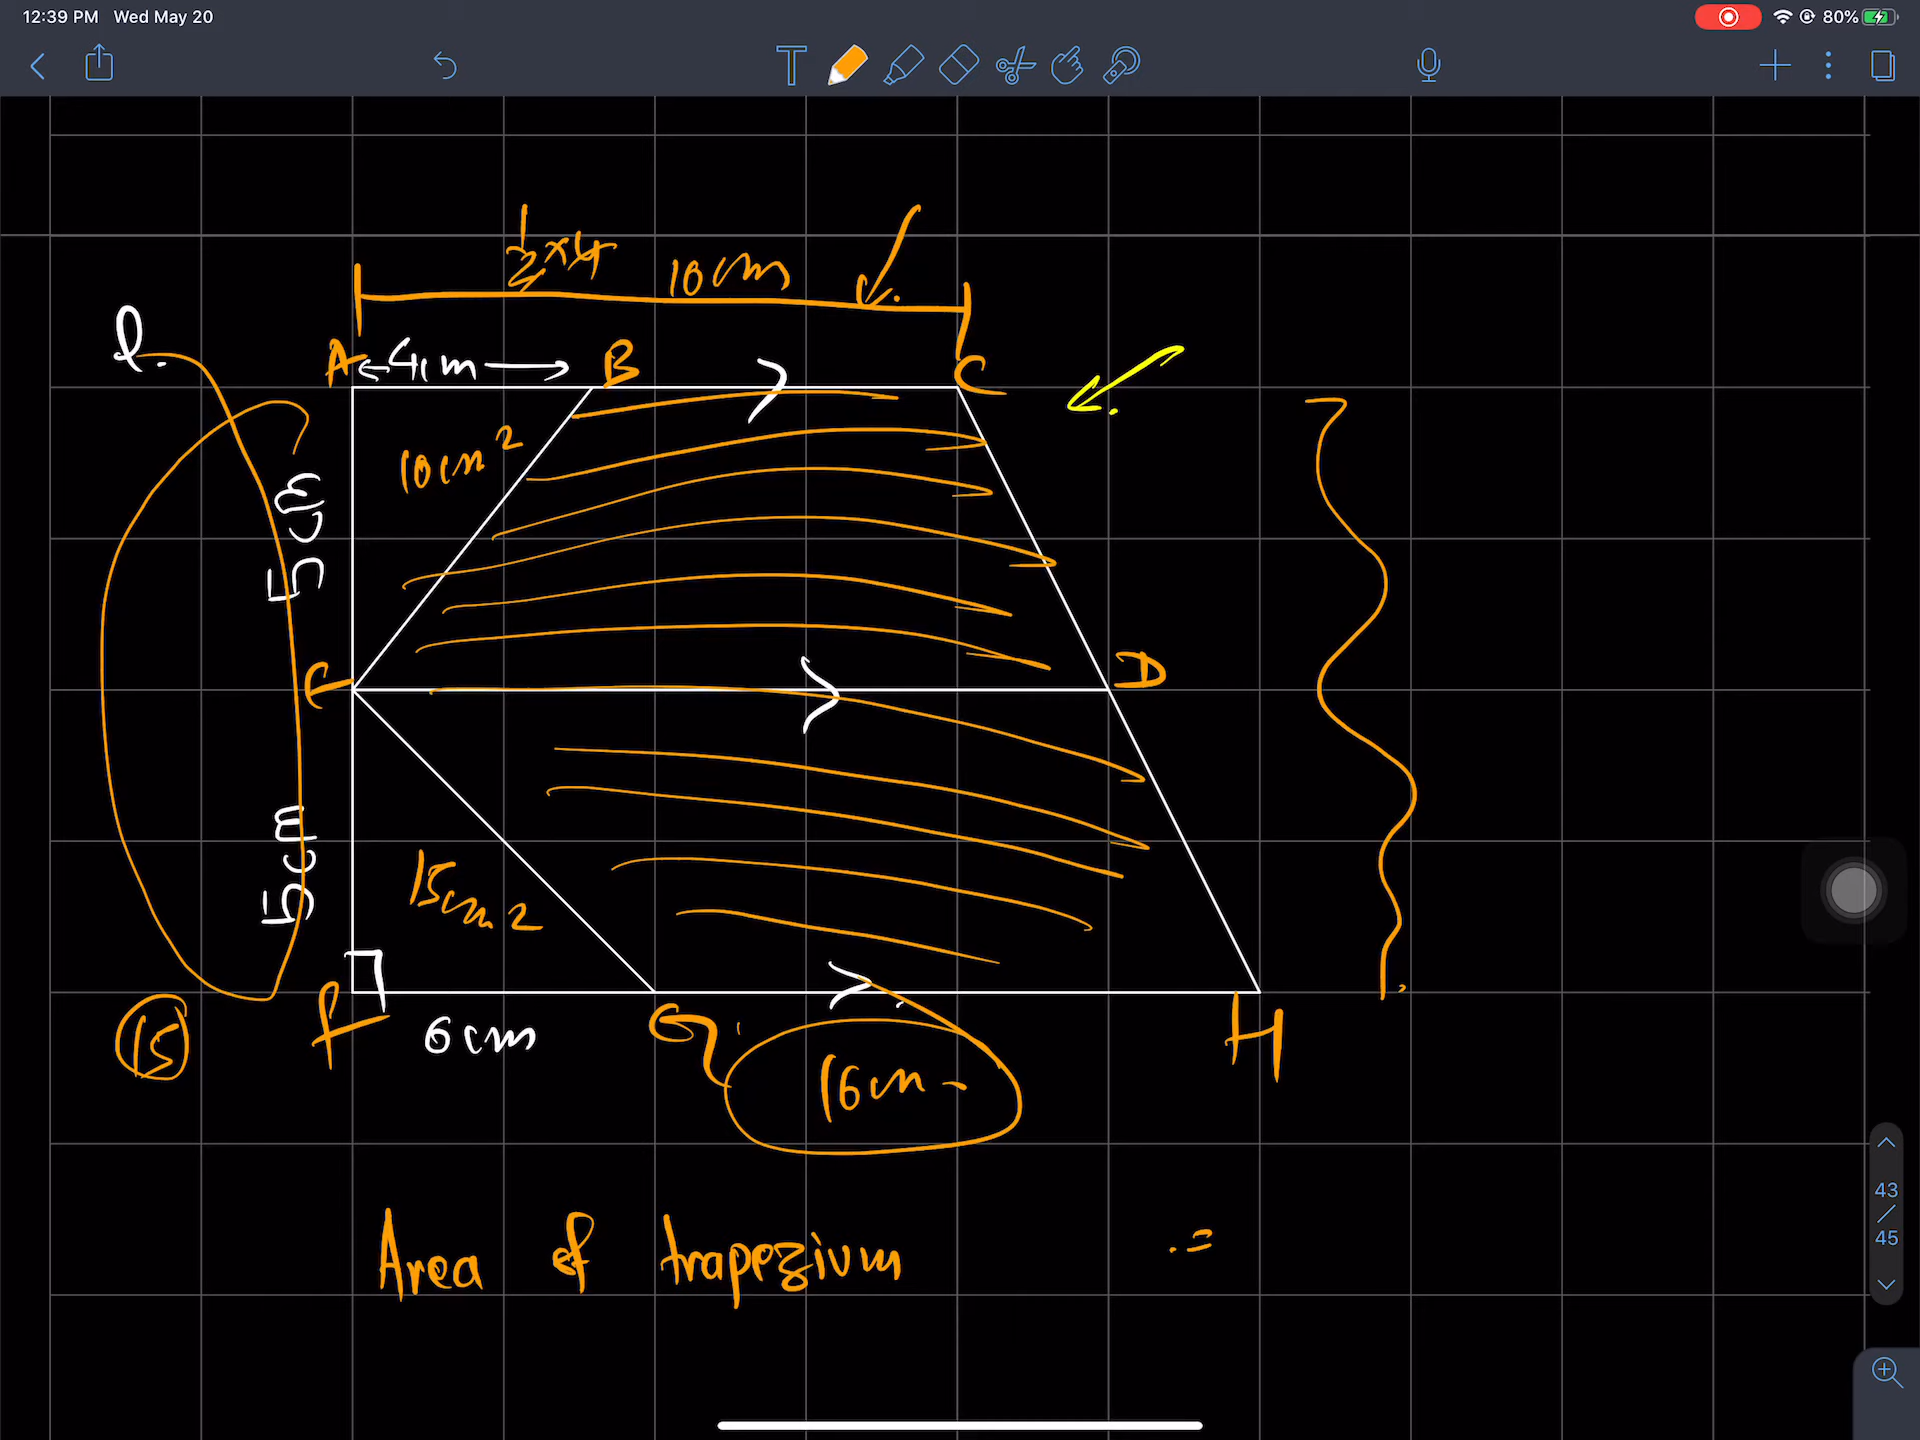 12:39 PM Wed May 20
80%
1/2 × 4 10cm
l. A 4cm B C
10cm²
5cm
D
5cm
15cm2
15
F 6cm G H
16cm
43
/
45
Area of trapezium =